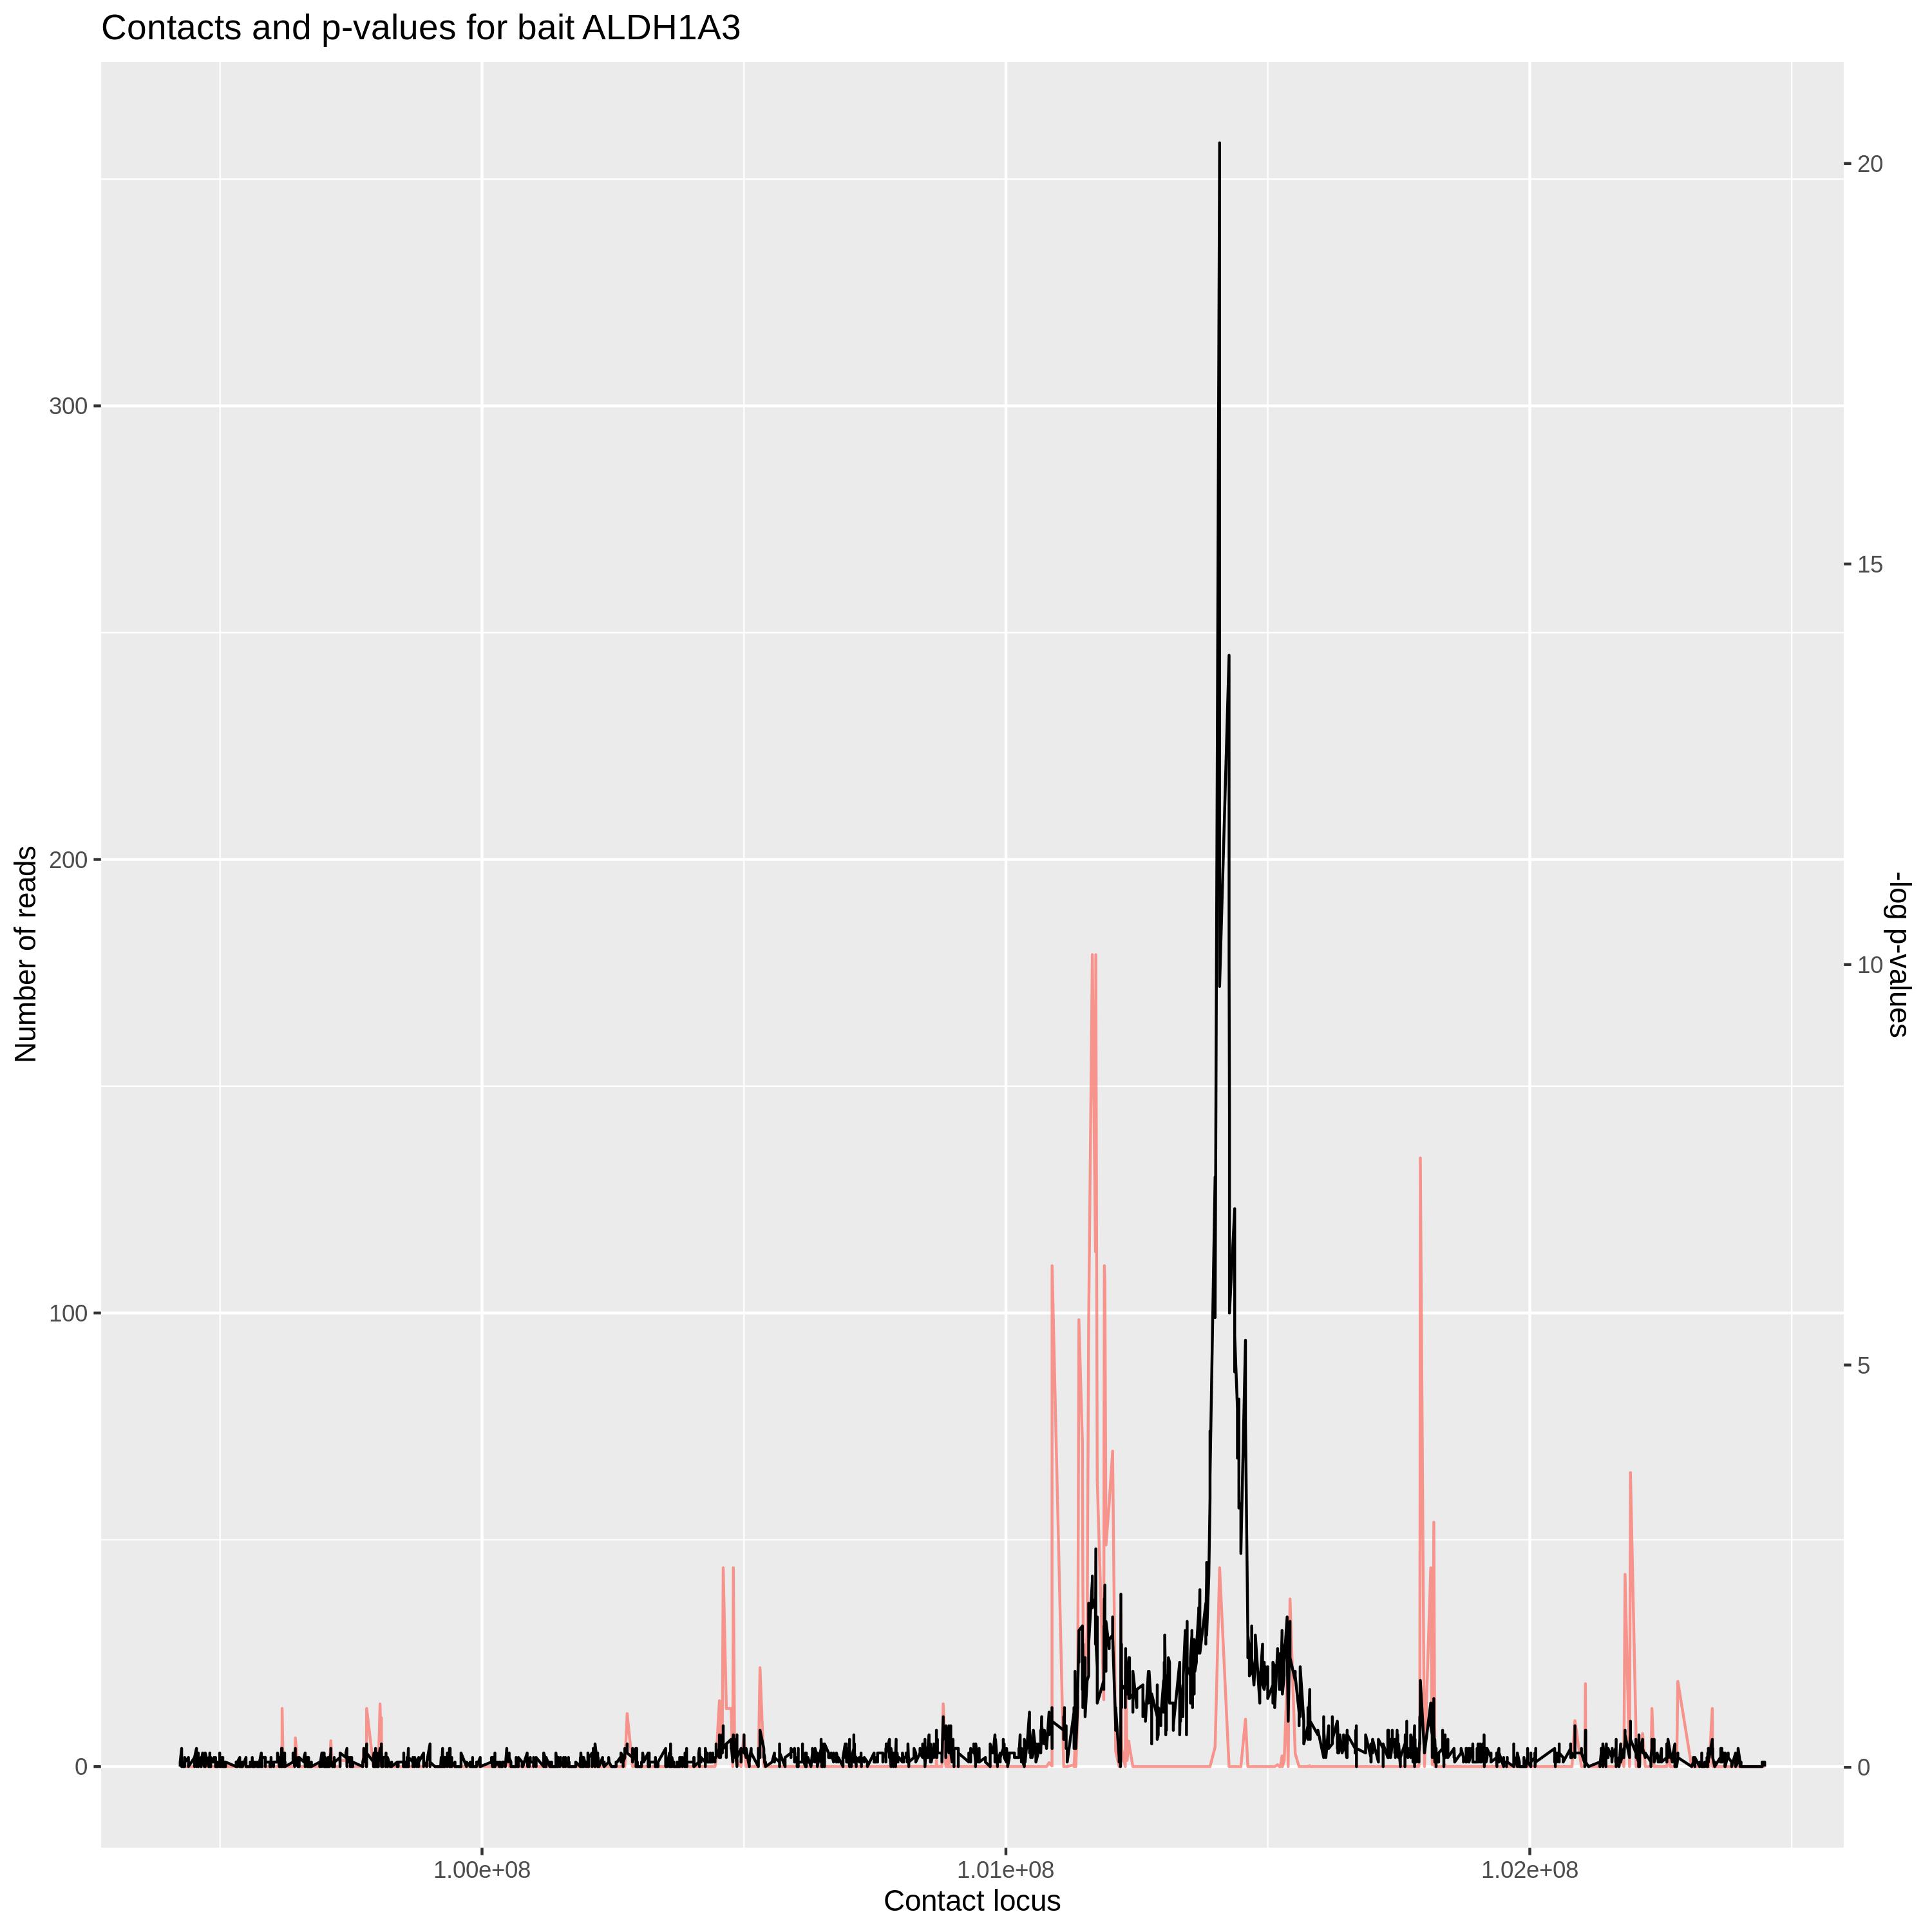 Contacts and p-values for bait ALDH1A3
Number of reads
300
200
100
0
20
15
10
5
0
-log p-values
1.00e+08 1.01e+08 1.02e+08
Contact locus